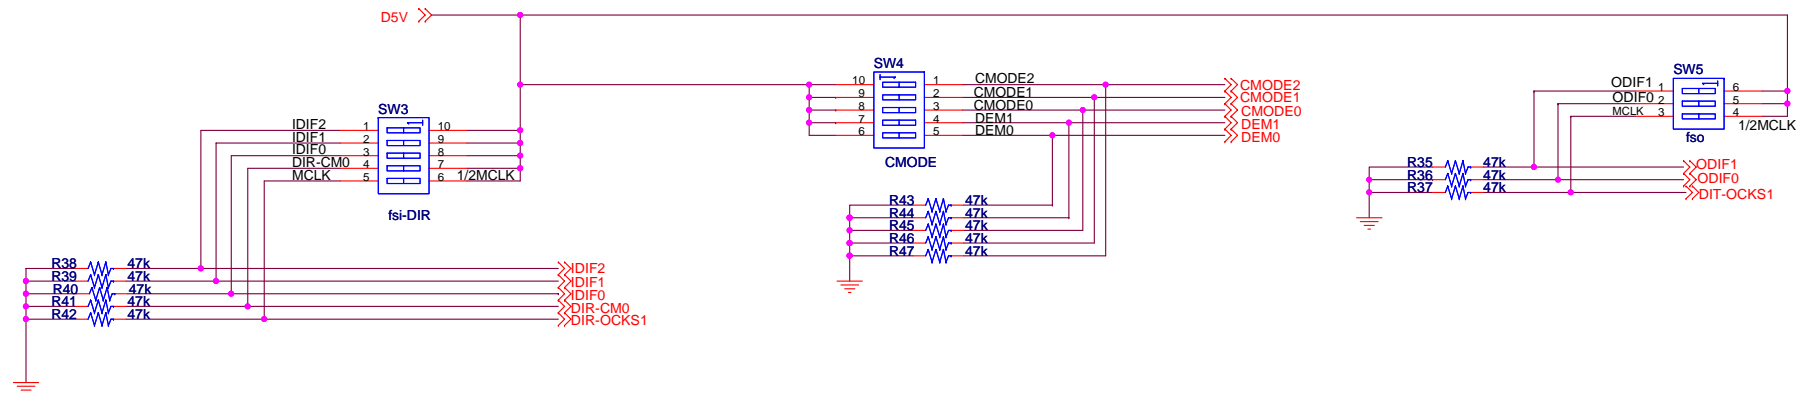 D5V
SW3
IDIF2 1 10
IDIF1 2 9
IDIF0 3 8
DIR-CM0 4 7
MCLK 5 6 1/2MCLK
fsi-DIR
R38 47k IDIF2
R39 47k IDIF1
R40 47k IDIF0
R41 47k DIR-CM0
R42 47k DIR-OCKS1
SW4
10 1 CMODE2 CMODE2
9 2 CMODE1 CMODE1
8 3 CMODE0 CMODE0
7 4 DEM1 DEM1
6 5 DEM0 DEM0
CMODE
R43 47k
R44 47k
R45 47k
R46 47k
R47 47k
SW5
ODIF1 1 6
ODIF0 2 5
MCLK 3 4 1/2MCLK
fso
R35 47k ODIF1
R36 47k ODIF0
R37 47k DIT-OCKS1